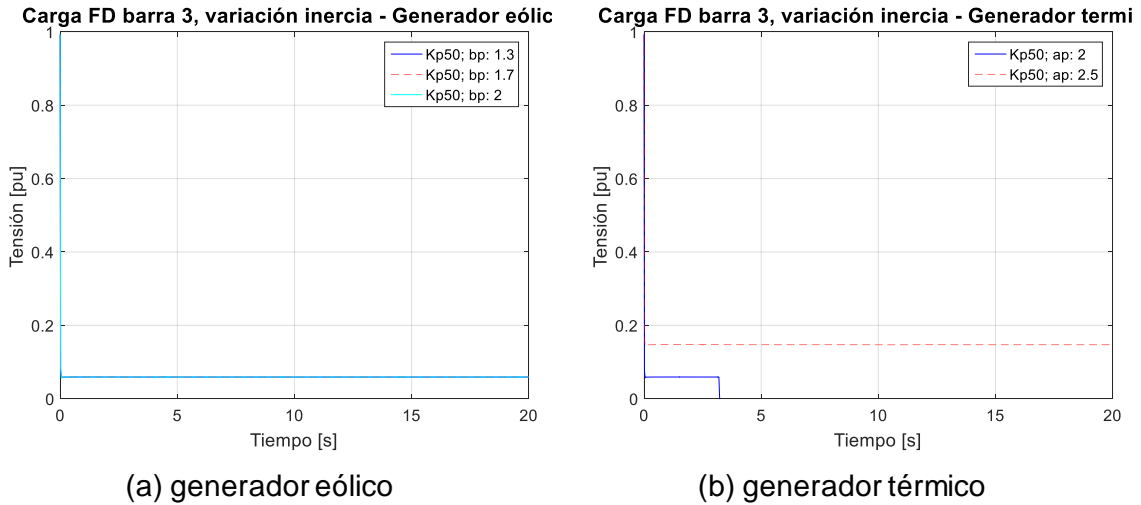 Carga FD barra 3, variación inercia - Generador eólic
1
0.8
0.6
0.4
0.2
0
Tensión [pu]
Kp50; bp: 1.3
Kp50; bp: 1.7
Kp50; bp: 2
0 5 10 15 20
Tiempo [s]
(a) generador eólico
Carga FD barra 3, variación inercia - Generador termi
1
0.8
0.6
0.4
0.2
0
Tensión [pu]
Kp50; ap: 2
Kp50; ap: 2.5
0 5 10 15 20
Tiempo [s]
(b) generador térmico